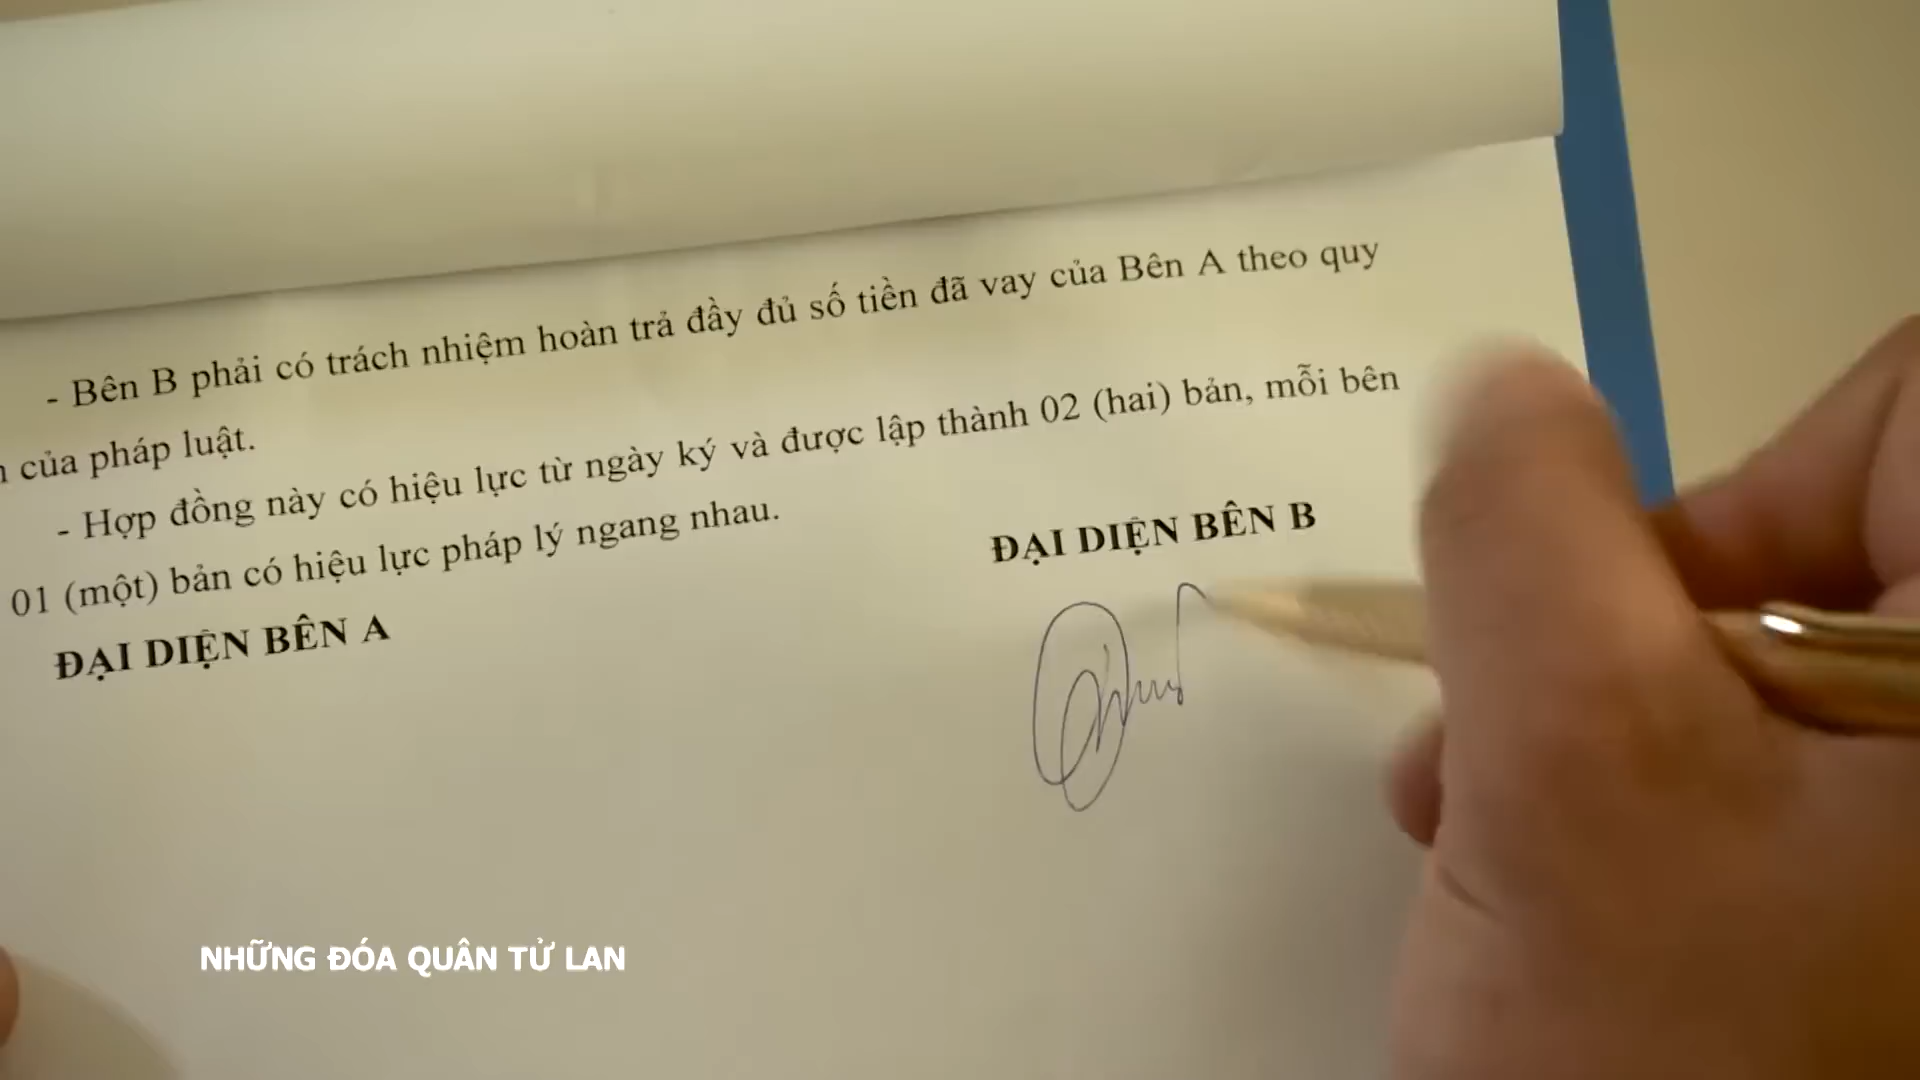 - Bên B phải có trách nhiệm hoàn trả đầy đủ số tiền đã vay của Bên A theo quy
của pháp luật.
- Hợp đồng này có hiệu lực từ ngày ký và được lập thành 02 (hai) bản, mỗi bên
01 (một) bản có hiệu lực pháp lý ngang nhau.
ĐẠI DIỆN BÊN A
ĐẠI DIỆN BÊN B
NHỮNG ĐÓA QUÂN TỬ LAN